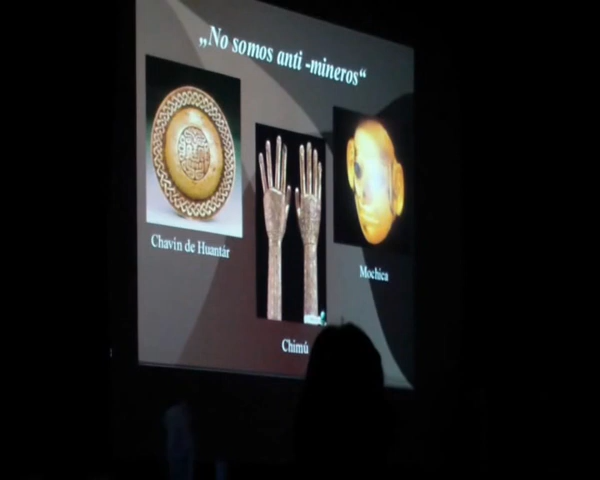 „No somos anti -mineros“
Chavín de Huantár
Mochica
Chimú